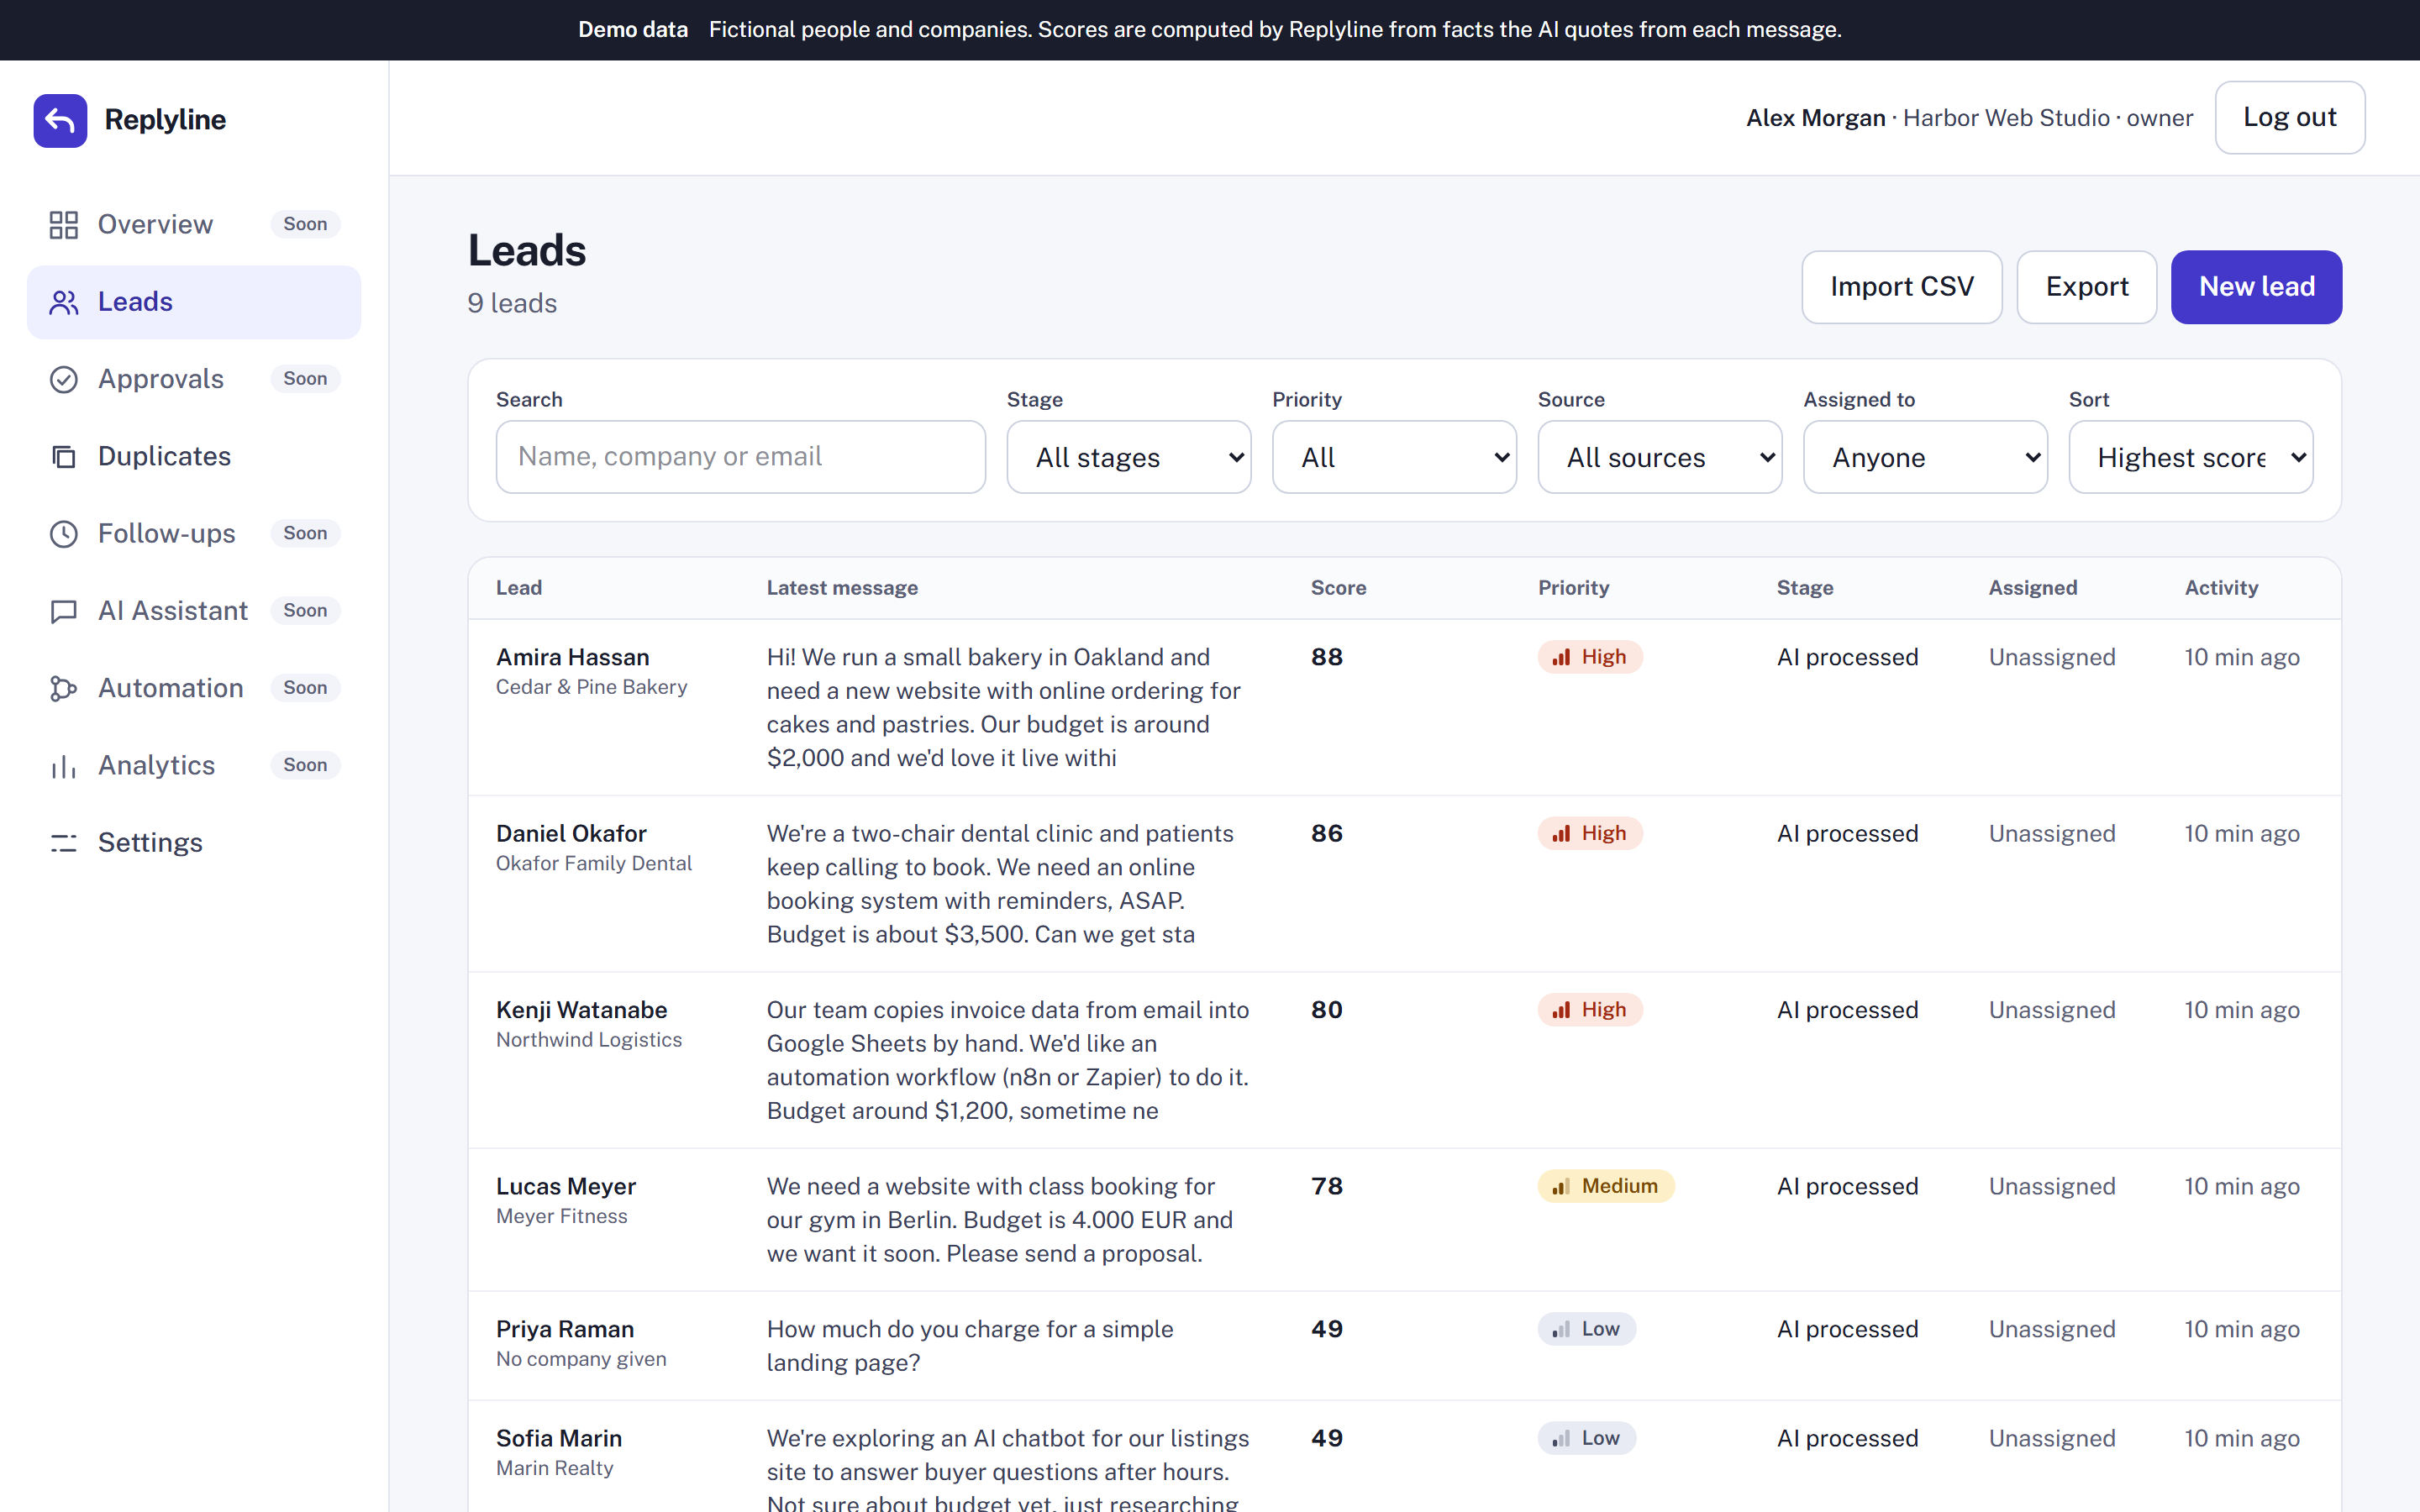 Demo data Fictional people and companies. Scores are computed by Replyline from facts the AI quotes from each message.
Replyline
Alex Morgan · Harbor Web Studio · owner
Log out
Overview Soon
Leads
Approvals Soon
Duplicates
Follow-ups Soon
AI Assistant Soon
Automation Soon
Analytics Soon
Settings
Leads
9 leads
Import CSV
Export
New lead
Search
Stage
Priority
Source
Assigned to
Sort
Name, company or email
All stages
All
All sources
Anyone
Highest score
Lead
Latest message
Score
Priority
Stage
Assigned
Activity
Amira Hassan
Cedar & Pine Bakery
Hi! We run a small bakery in Oakland and
need a new website with online ordering for
cakes and pastries. Our budget is around
$2,000 and we'd love it live withi
88
High
AI processed
Unassigned
10 min ago
Daniel Okafor
Okafor Family Dental
We're a two-chair dental clinic and patients
keep calling to book. We need an online
booking system with reminders, ASAP.
Budget is about $3,500. Can we get sta
86
High
AI processed
Unassigned
10 min ago
Kenji Watanabe
Northwind Logistics
Our team copies invoice data from email into
Google Sheets by hand. We'd like an
automation workflow (n8n or Zapier) to do it.
Budget around $1,200, sometime ne
80
High
AI processed
Unassigned
10 min ago
Lucas Meyer
Meyer Fitness
We need a website with class booking for
our gym in Berlin. Budget is 4.000 EUR and
we want it soon. Please send a proposal.
78
Medium
AI processed
Unassigned
10 min ago
Priya Raman
No company given
How much do you charge for a simple
landing page?
49
Low
AI processed
Unassigned
10 min ago
Sofia Marin
Marin Realty
We're exploring an AI chatbot for our listings
site to answer buyer questions after hours.
Not sure about budget yet, just researching
49
Low
AI processed
Unassigned
10 min ago